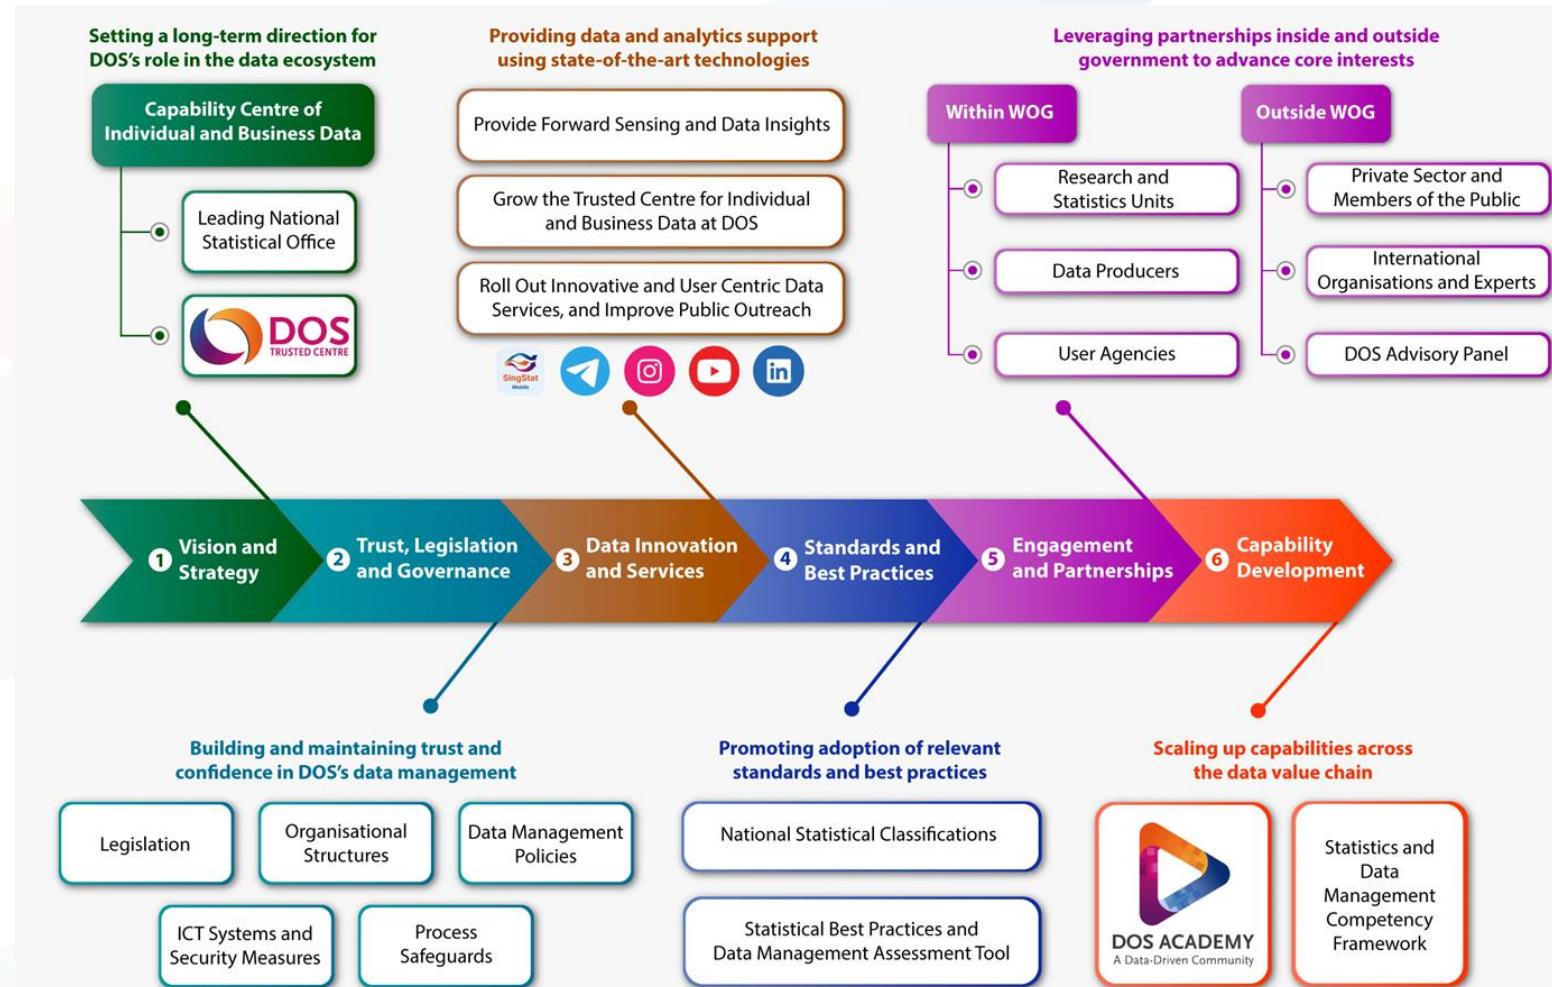 Setting a long-term direction for
DOS's role in the data ecosystem
Capability Centre of
Individual and Business Data
Leading National
Statistical Office
DOS
TRUSTED CENTRE
Providing data and analytics support
using state-of-the-art technologies
Provide Forward Sensing and Data Insights
Grow the Trusted Centre for Individual
and Business Data at DOS
Roll Out Innovative and User Centric Data
Services, and Improve Public Outreach
SingStat
Mobile
in
Leveraging partnerships inside and outside
government to advance core interests
Within WOG
Research and
Statistics Units
Data Producers
User Agencies
Outside WOG
Private Sector and
Members of the Public
International
Organisations and Experts
DOS Advisory Panel
1 Vision and
Strategy
2 Trust, Legislation
and Governance
3 Data Innovation
and Services
4 Standards and
Best Practices
5 Engagement
and Partnerships
6 Capability
Development
Building and maintaining trust and
confidence in DOS's data management
Legislation
Organisational
Structures
Data Management
Policies
ICT Systems and
Security Measures
Process
Safeguards
Promoting adoption of relevant
standards and best practices
National Statistical Classifications
Statistical Best Practices and
Data Management Assessment Tool
Scaling up capabilities across
the data value chain
DOS ACADEMY
A Data-Driven Community
Statistics and
Data
Management
Competency
Framework